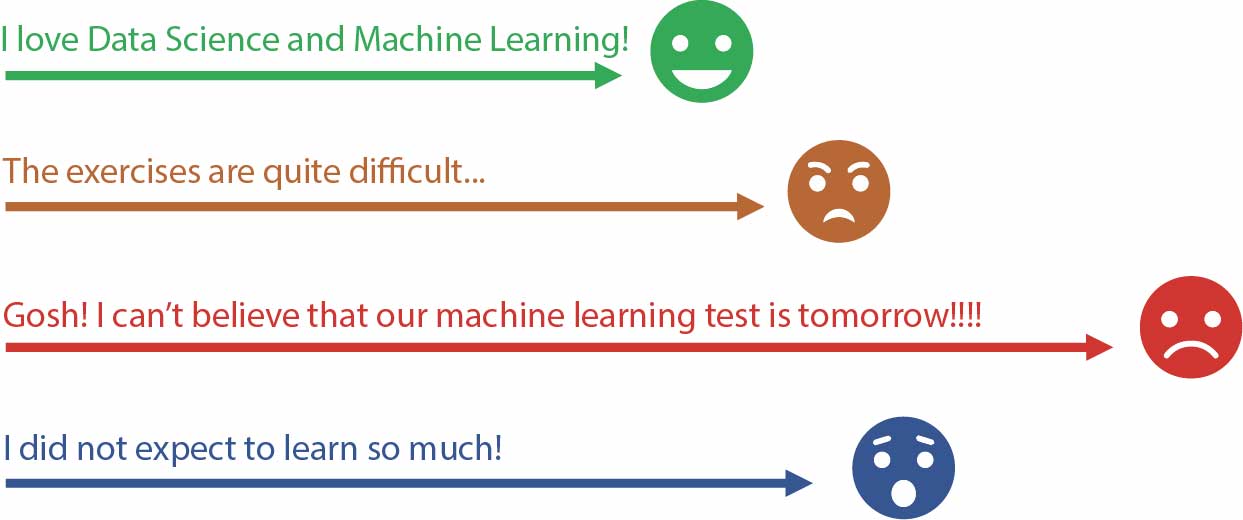 I love Data Science and Machine Learning!
The exercises are quite difficult...
Gosh! I can’t believe that our machine learning test is tomorrow!!!!
I did not expect to learn so much!